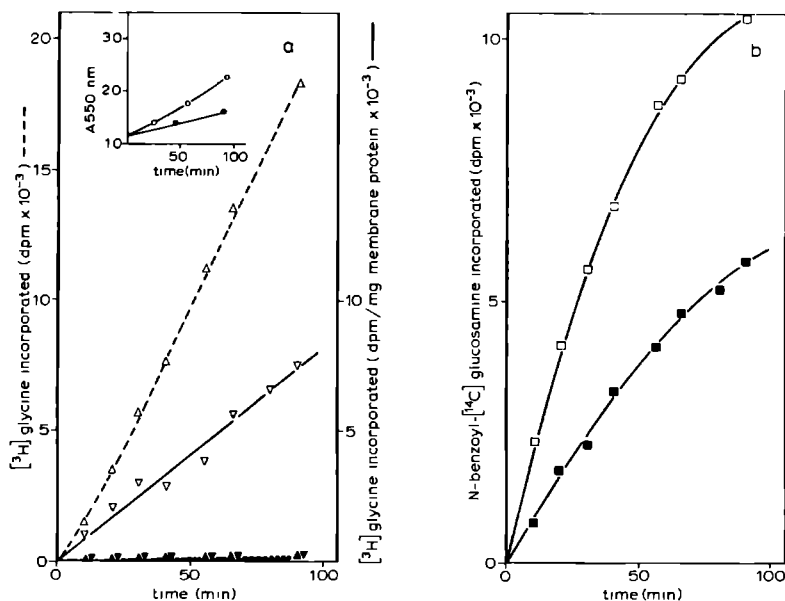 20
15
10
5
0
[³H] glycine incorporated (dpm x 10⁻³) ----
30
20
10
A550 nm
50
100
time(min)
a
10
5
[³H] glycine incorporated (dpm/mg membrane protein x 10⁻³) ——
0
50
100
time (min)
10
5
0
N-benzoyl-[¹⁴C] glucosamine incorporated (dpm x 10⁻³)
b
0
50
100
time (min)